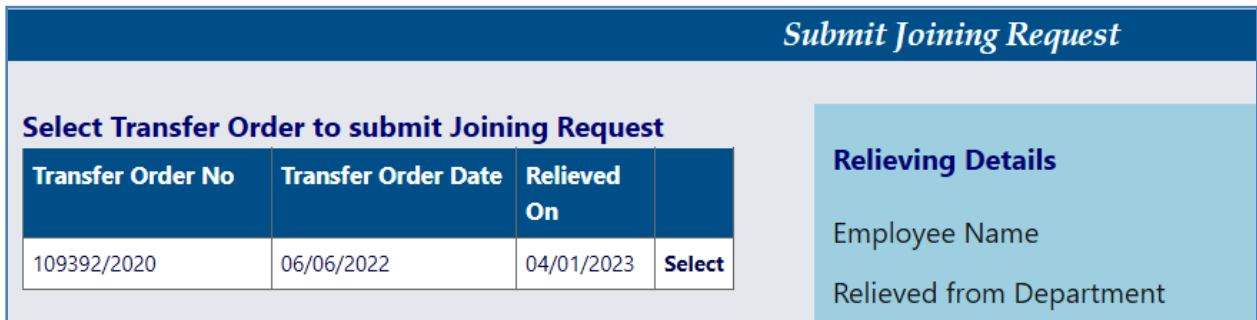 Submit Joining Request
Select Transfer Order to submit Joining Request
Transfer Order No Transfer Order Date Relieved On
109392/2020 06/06/2022 04/01/2023 Select
Relieving Details
Employee Name
Relieved from Department